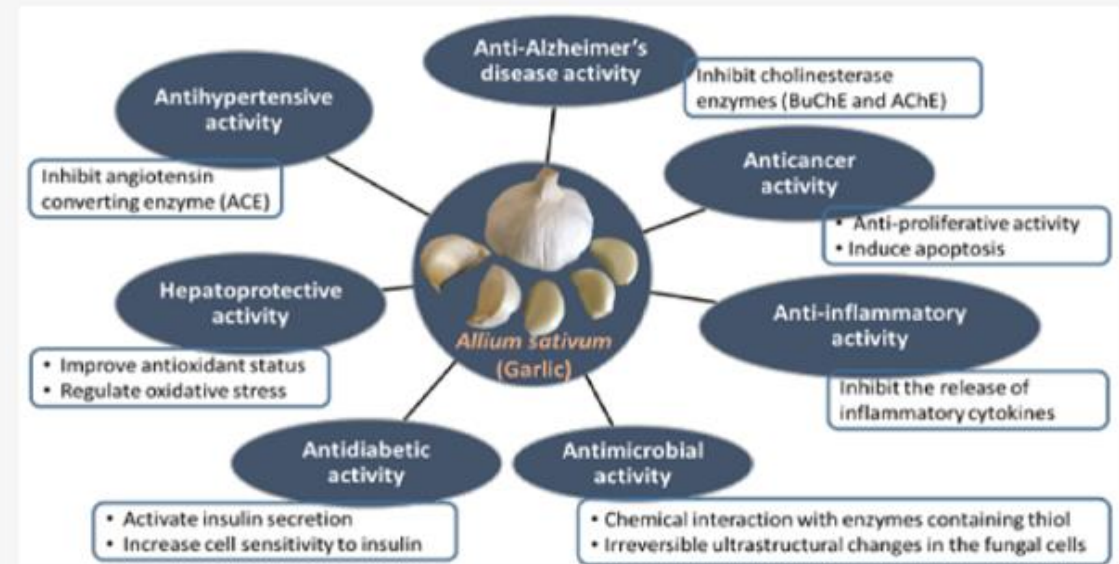 Anti-Alzheimer's
disease activity
Inhibit cholinesterase
enzymes (BuChE and AChE)
Antihypertensive
activity
Inhibit angiotensin
converting enzyme (ACE)
Anticancer
activity
• Anti-proliferative activity
• Induce apoptosis
Hepatoprotective
activity
• Improve antioxidant status
• Regulate oxidative stress
Allium sativum
(Garlic)
Anti-inflammatory
activity
Inhibit the release of
inflammatory cytokines
Antidiabetic
activity
• Activate insulin secretion
• Increase cell sensitivity to insulin
Antimicrobial
activity
• Chemical interaction with enzymes containing thiol
• Irreversible ultrastructural changes in the fungal cells